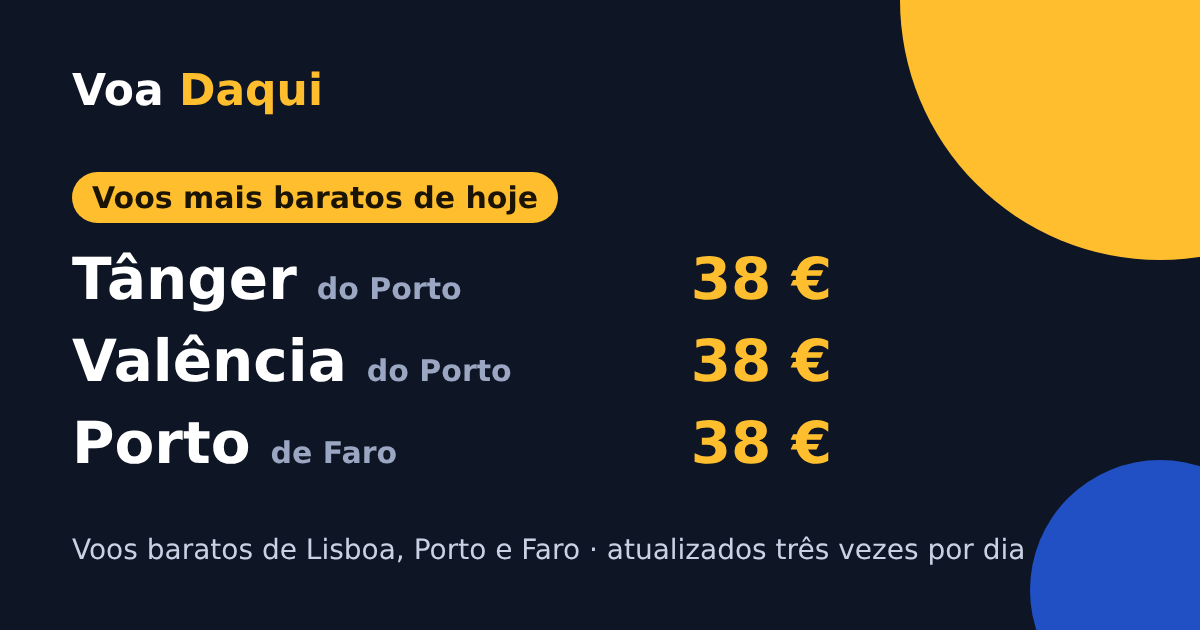 Voa Daqui
Voos mais baratos de hoje
Tânger do Porto 38 €
Valência do Porto 38 €
Porto de Faro 38 €
Voos baratos de Lisboa, Porto e Faro · atualizados três vezes por dia